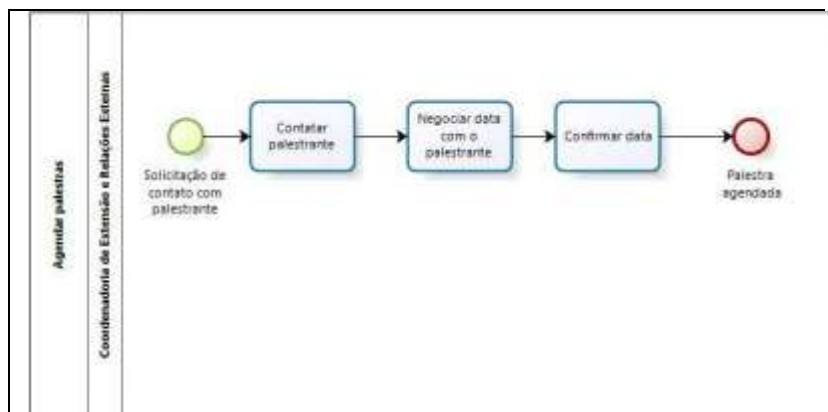 Agendar palestras
Coordenadoria de Extensão e Relações Externas
Solicitação de
contato com
palestrante
Contatar
palestrante
Negociar data
com o
palestrante
Confirmar data
Palestra
agendada